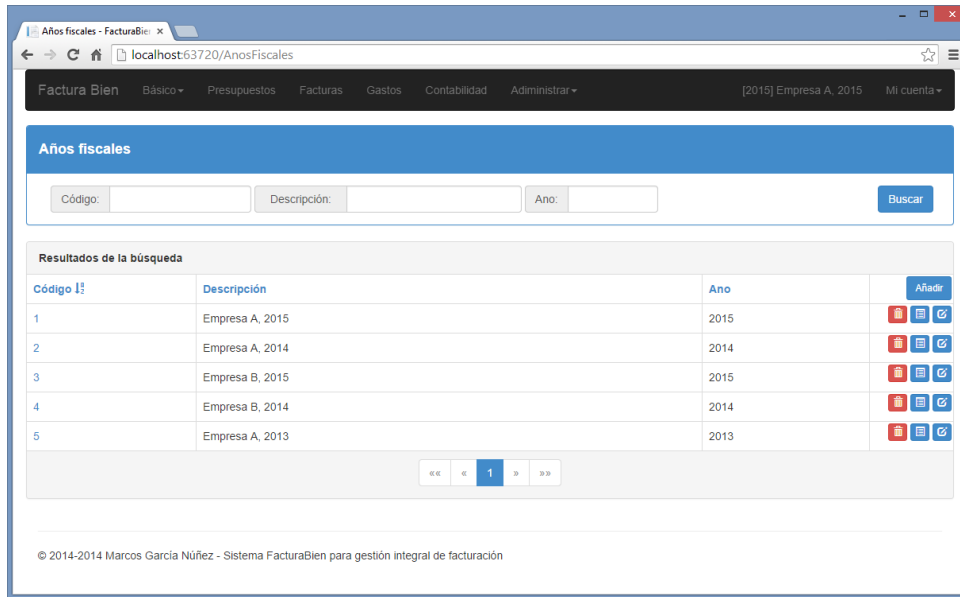 Años fiscales - FacturaBie
localhost:63720/AnosFiscales
Factura Bien Básico Presupuestos Facturas Gastos Contabilidad Adiministrar [2015] Empresa A, 2015 Mi cuenta
Años fiscales
Código: Descripción: Ano: Buscar
Resultados de la búsqueda
Código Descripción Ano Añadir
1 Empresa A, 2015 2015
2 Empresa A, 2014 2014
3 Empresa B, 2015 2015
4 Empresa B, 2014 2014
5 Empresa A, 2013 2013
«« « 1 » »»
© 2014-2014 Marcos García Núñez - Sistema FacturaBien para gestión integral de facturación